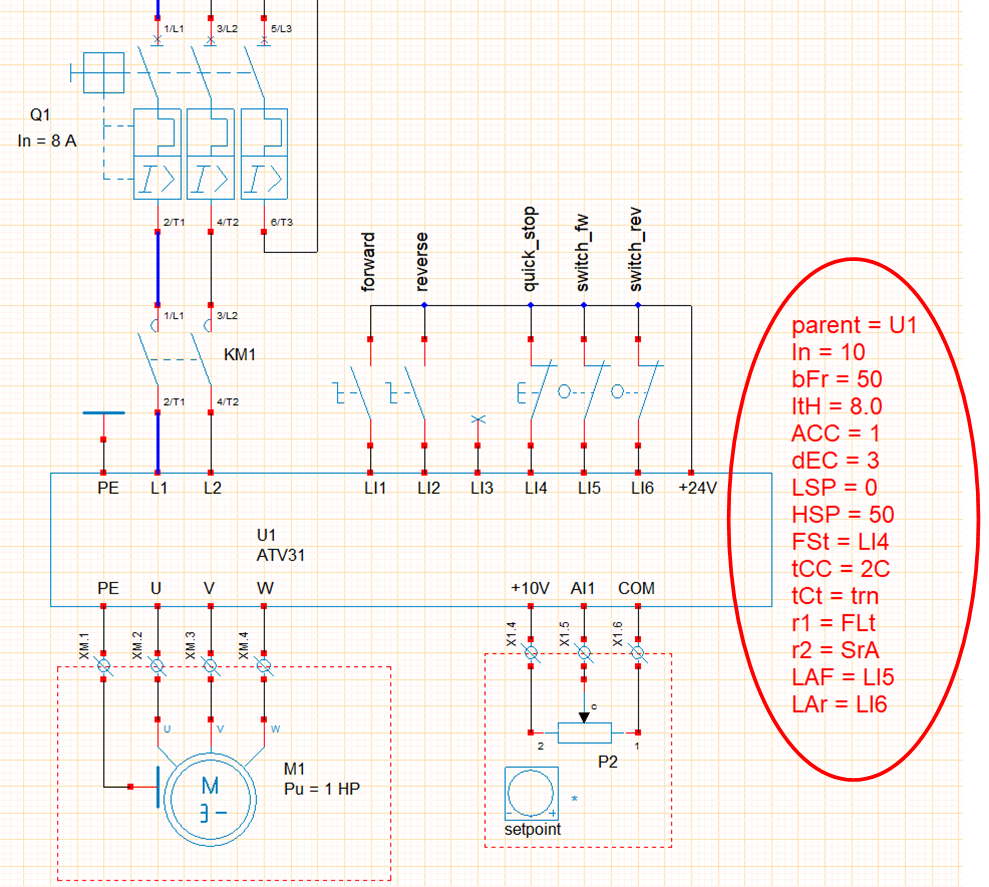 1/L1 3/L2 5/L3
Q1
In = 8 A
2/T1 4/T2 6/T3
forward
reverse
quick_stop
switch_fw
switch_rev
1/L1 3/L2
KM1
2/T1 4/T2
PE L1 L2 LI1 LI2 LI3 LI4 LI5 LI6 +24V
U1
ATV31
PE U V W +10V AI1 COM
XM.1 XM.2 XM.3 XM.4 X1.4 X1.5 X1.6
U V W
c
2 1
P2
M
3~
M1
Pu = 1 HP
- +
*
setpoint
parent = U1
In = 10
bFr = 50
ItH = 8.0
ACC = 1
dEC = 3
LSP = 0
HSP = 50
FSt = LI4
tCC = 2C
tCt = trn
r1 = FLt
r2 = SrA
LAF = LI5
LAr = LI6